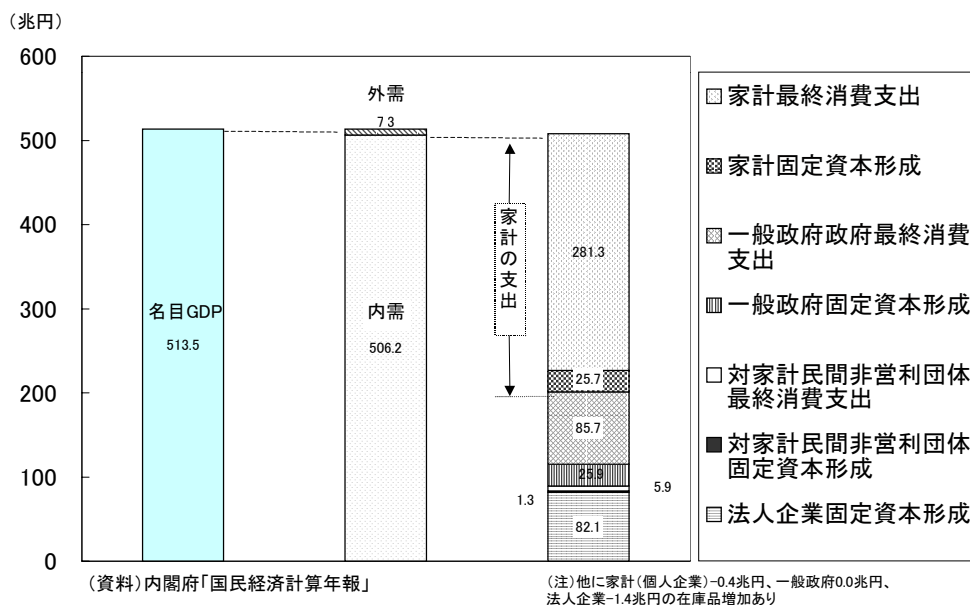 （兆円）
600
500
400
300
200
100
0
名目GDP
513.5
外需
7 3
内需
506.2
家計の支出
281.3
25.7
85.7
25.9
1.3
5.9
82.1
家計最終消費支出
家計固定資本形成
一般政府政府最終消費
支出
一般政府固定資本形成
対家計民間非営利団体
最終消費支出
対家計民間非営利団体
固定資本形成
法人企業固定資本形成
（資料）内閣府「国民経済計算年報」
（注）他に家計（個人企業）−0.4兆円、一般政府0.0兆円、
法人企業−1.4兆円の在庫品増加あり